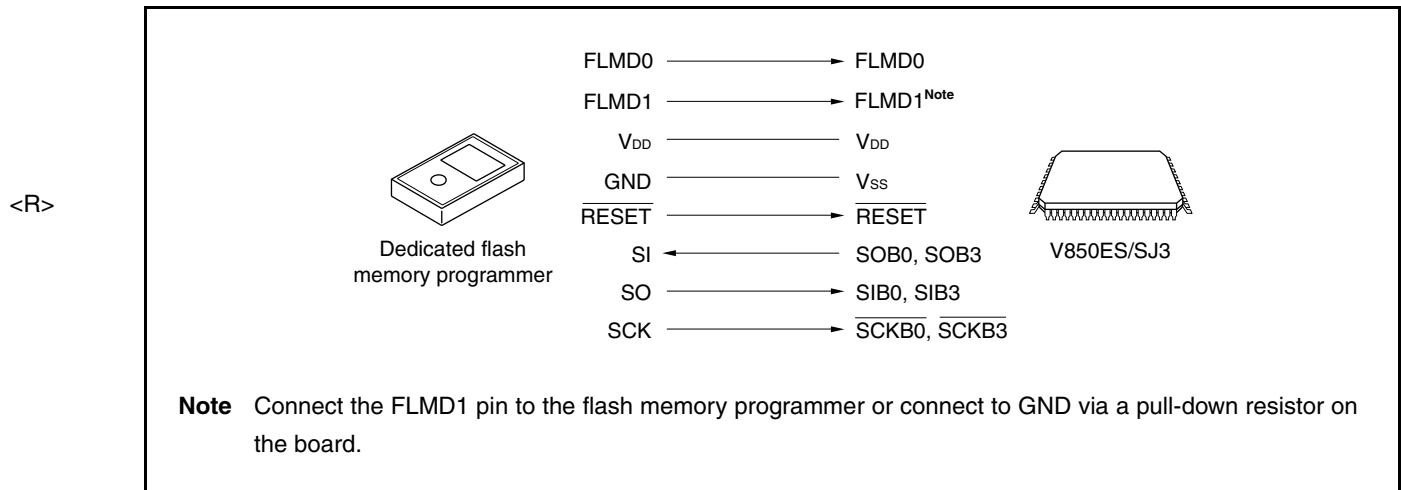 FLMD0 FLMD0
FLMD1 FLMD1Note
VDD VDD
GND VSS
<R>
RESET RESET
Dedicated flash
memory programmer
SI SOB0, SOB3
V850ES/SJ3
SO SIB0, SIB3
SCK SCKB0, SCKB3
Note Connect the FLMD1 pin to the flash memory programmer or connect to GND via a pull-down resistor on
the board.